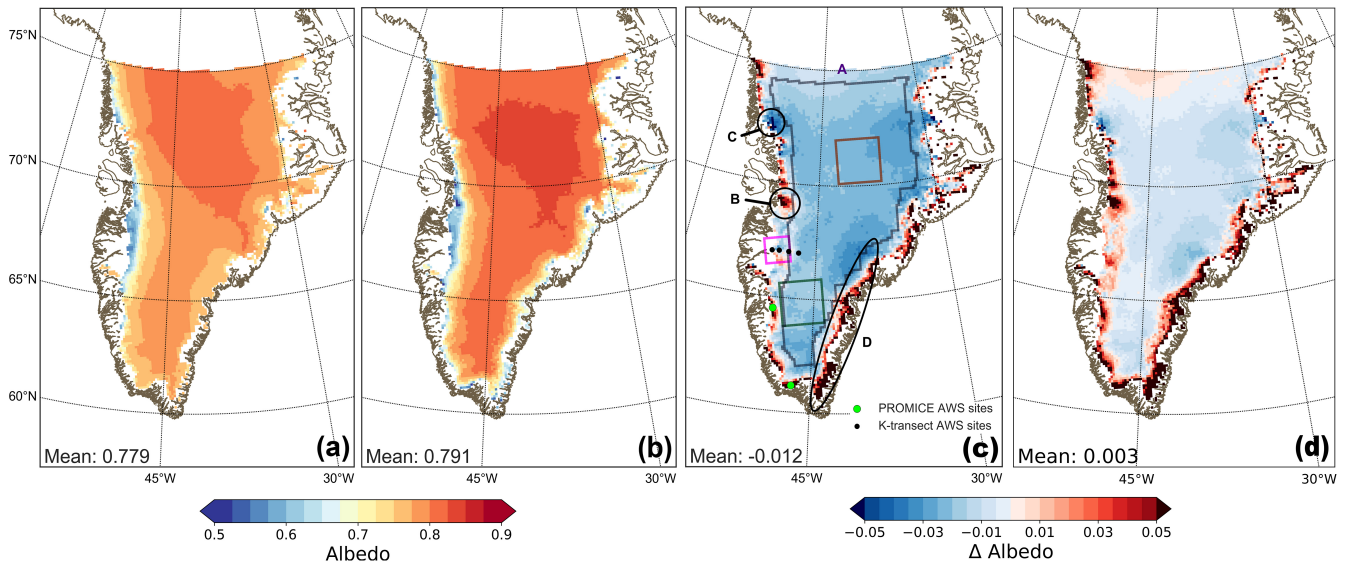 75°N
70°N
65°N
60°N
A
C
B
D
PROMICE AWS sites
K-transect AWS sites
(a)
(b)
(c)
(d)
Mean: 0.779
Mean: 0.791
Mean: -0.012
Mean: 0.003
45°W 30°W 45°W 30°W 45°W 30°W 45°W 30°W
0.5 0.6 0.7 0.8 0.9
Albedo
−0.05 −0.03 −0.01 0.01 0.03 0.05
Δ Albedo